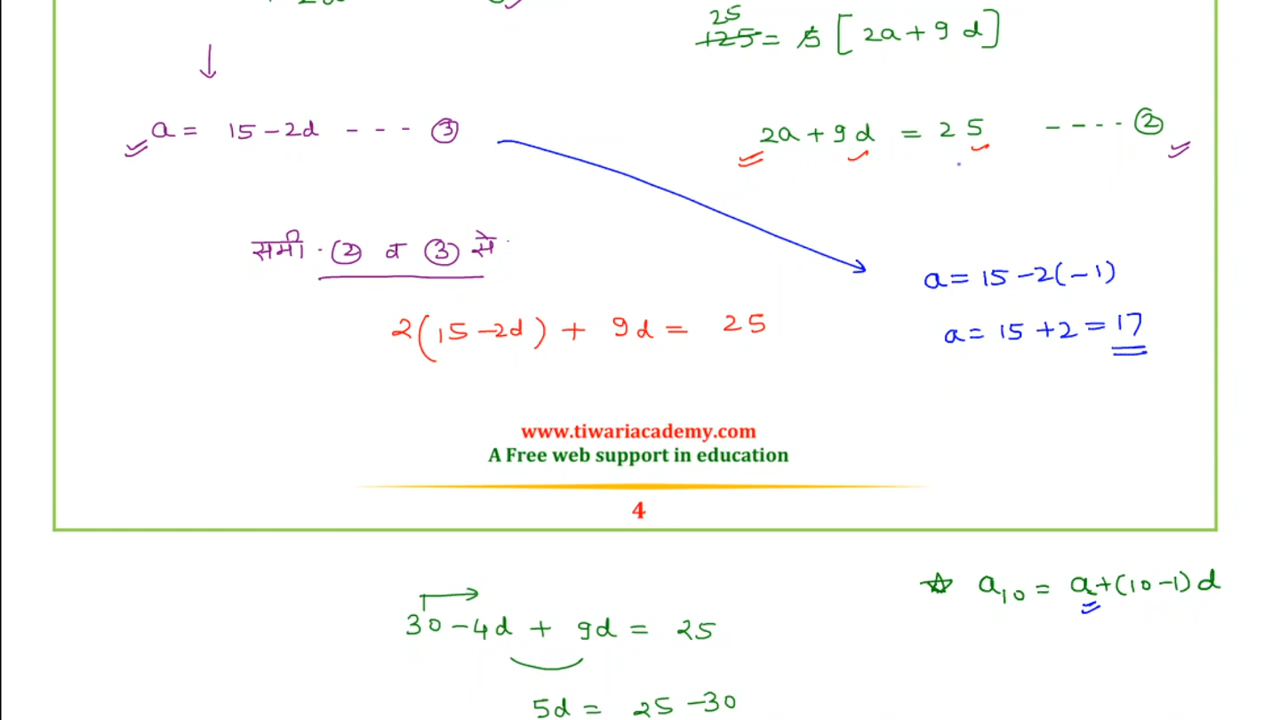 25
125 = 5 [ 2a + 9d ]
a = 15 - 2d - - - ③
2a + 9d = 25 - - - - ②
समी. ② व ③ से
a = 15 - 2(-1)
2(15 - 2d) + 9d = 25
a = 15 + 2 = 17
www.tiwariacademy.com
A Free web support in education
4
☆ a₁₀ = a + (10 - 1) d
30 - 4d + 9d = 25
5d = 25 - 30